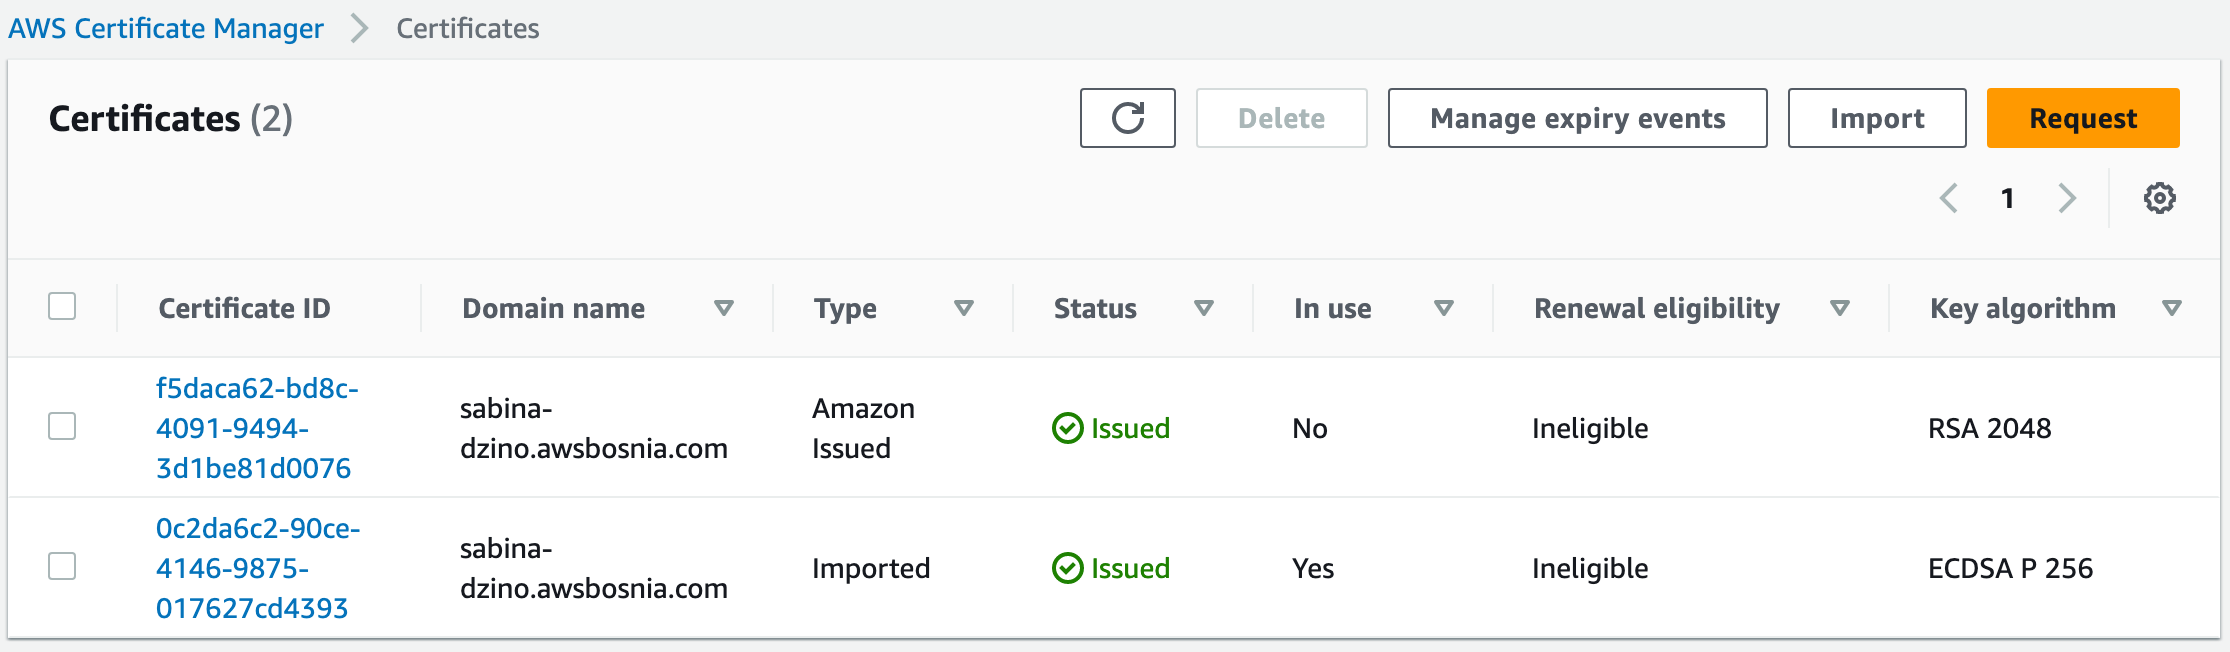 AWS Certificate Manager > Certificates
Certificates (2)
Delete
Manage expiry events
Import
Request
1
Certificate ID Domain name Type Status In use Renewal eligibility Key algorithm
f5daca62-bd8c-
4091-9494-
3d1be81d0076
sabina-
dzino.awsbosnia.com
Amazon
Issued
Issued
No
Ineligible
RSA 2048
0c2da6c2-90ce-
4146-9875-
017627cd4393
sabina-
dzino.awsbosnia.com
Imported
Issued
Yes
Ineligible
ECDSA P 256